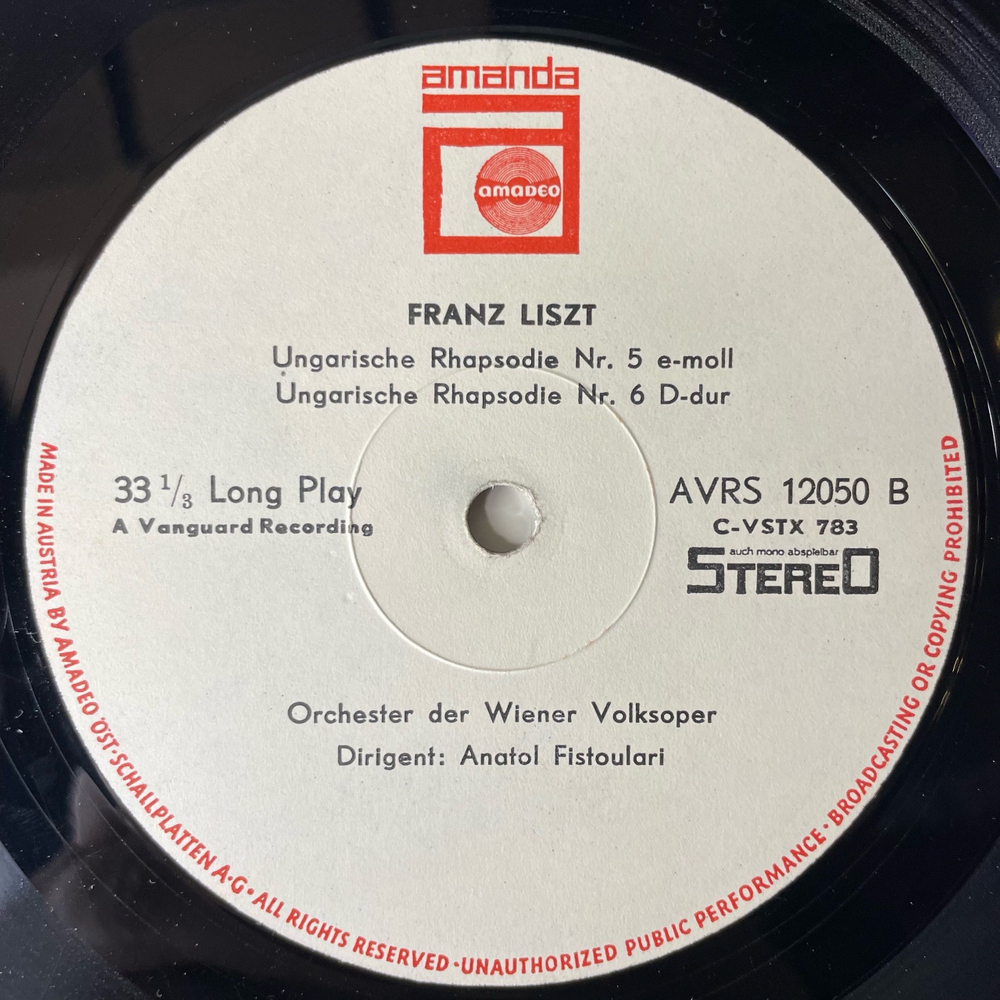 amanda
AMADEO
FRANZ LISZT
Ungarische Rhapsodie Nr. 5 e-moll
Ungarische Rhapsodie Nr. 6 D-dur
33 1/3 Long Play
A Vanguard Recording
AVRS 12050 B
C-VSTX 783
auch mono abspielbar
STEREO
Orchester der Wiener Volksoper
Dirigent: Anatol Fistoulari
MADE IN AUSTRIA BY AMADEO ÖST·SCHALLPLATTEN A·G·ALL RIGHTS RESERVED·UNAUTHORIZED PUBLIC PERFORMANCE·BROADCASTING OR COPYING PROHIBITED